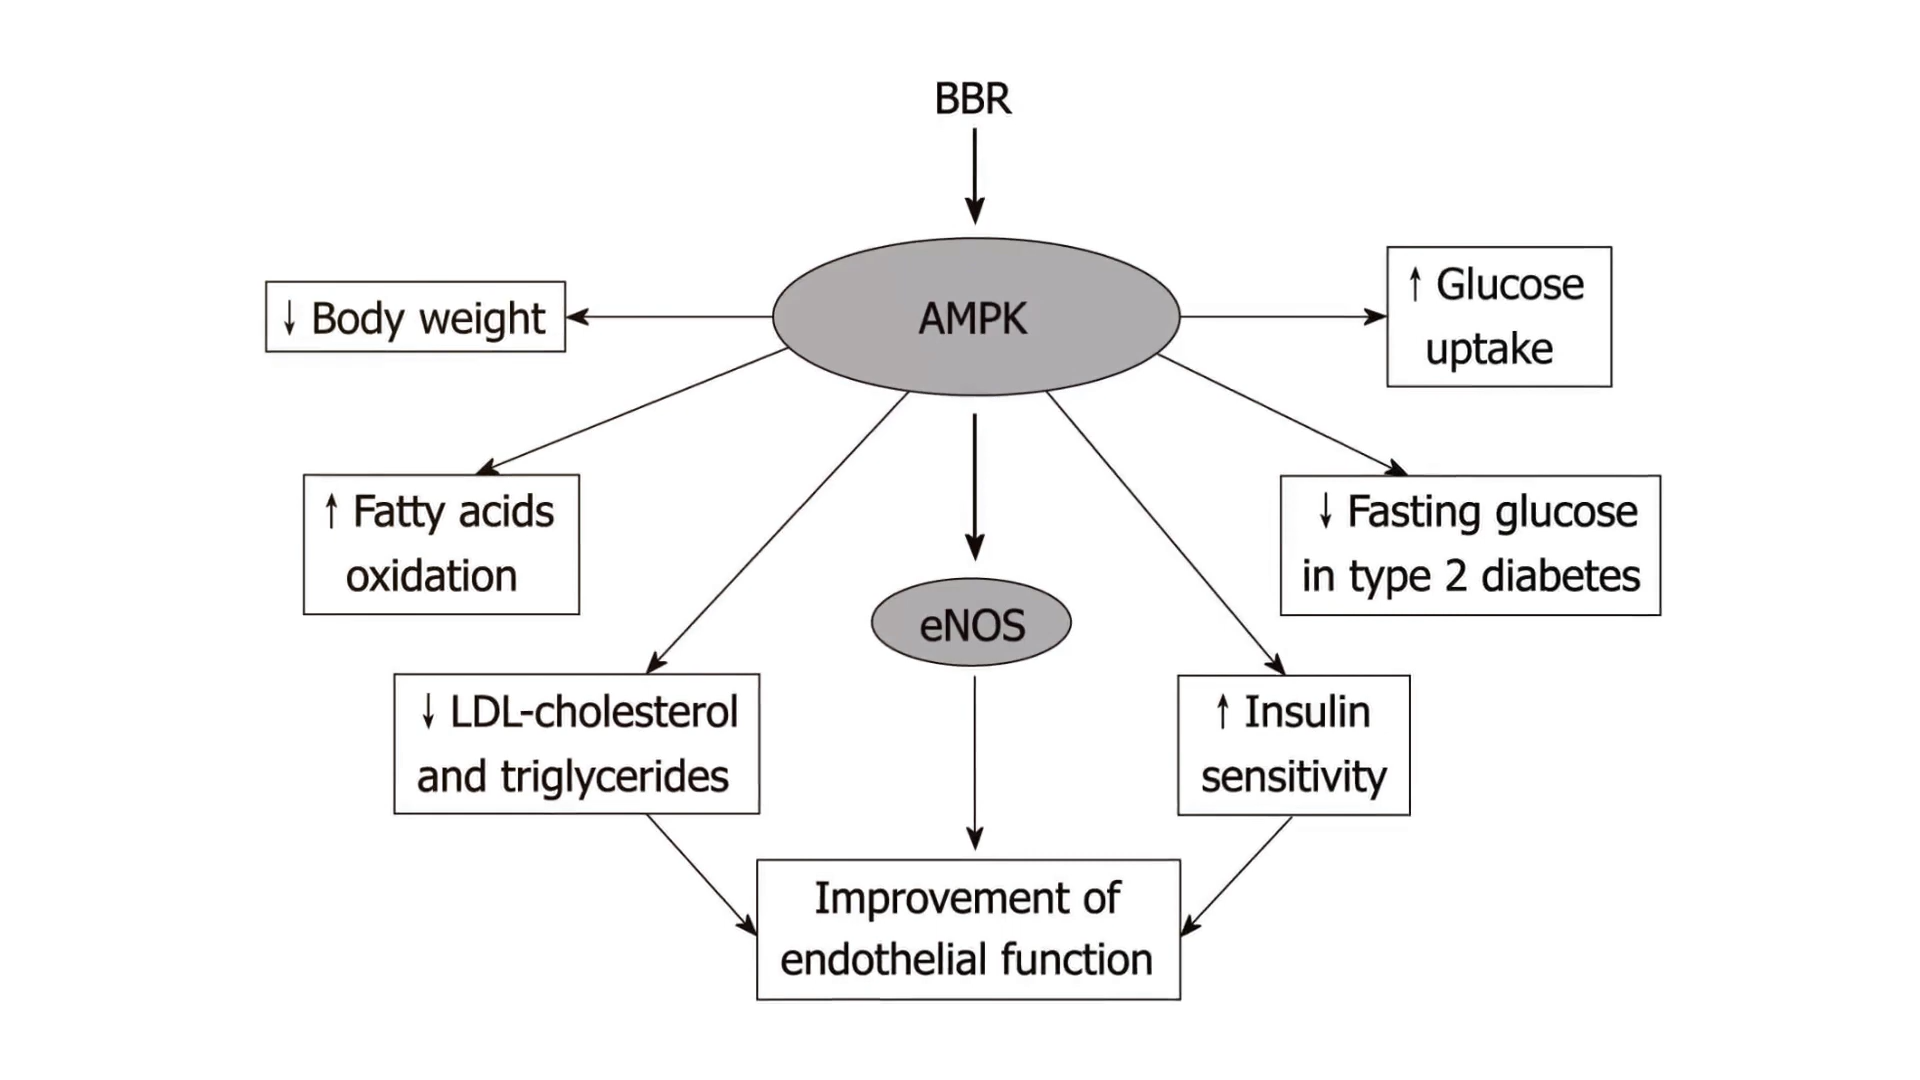 BBR
AMPK
↓ Body weight
↑ Glucose
uptake
↑ Fatty acids
oxidation
↓ Fasting glucose
in type 2 diabetes
eNOS
↓ LDL-cholesterol
and triglycerides
↑ Insulin
sensitivity
Improvement of
endothelial function